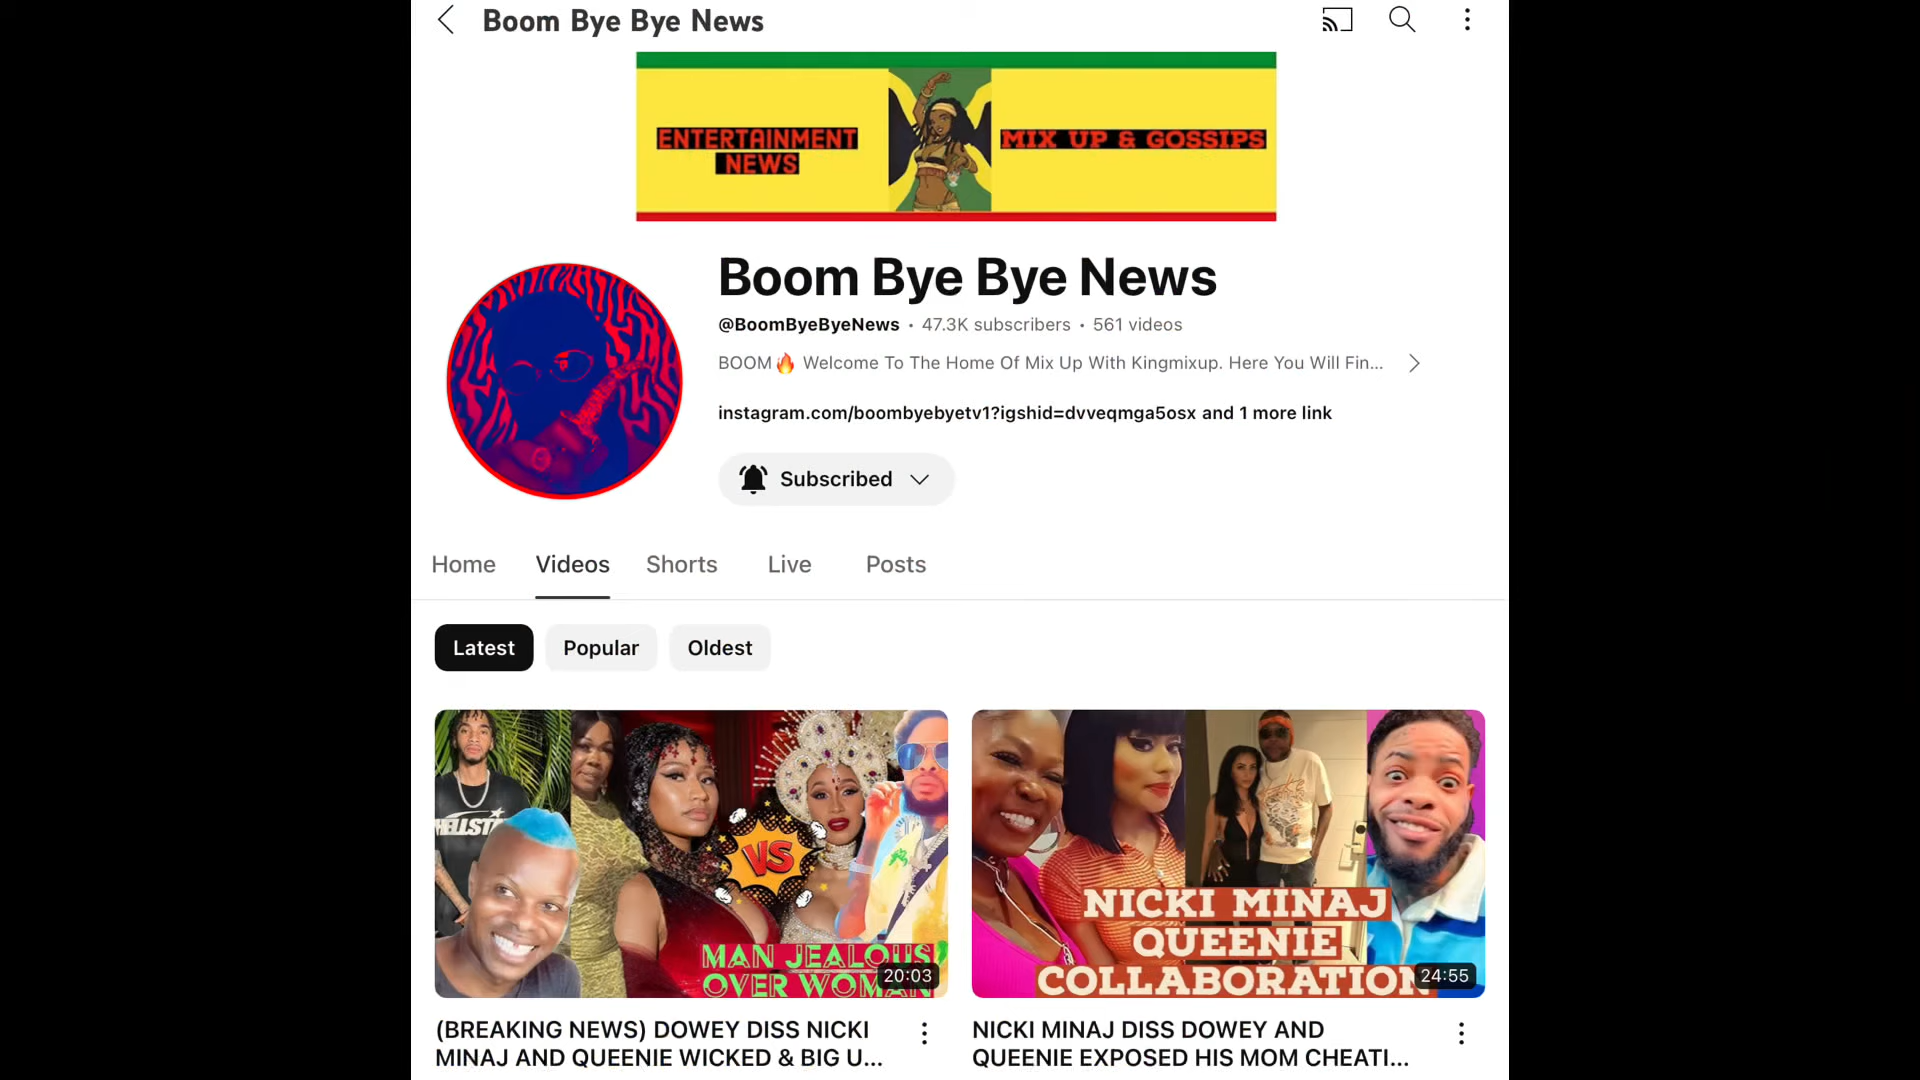 Boom Bye Bye News
ENTERTAINMENT
NEWS
MIX UP & GOSSIPS
Boom Bye Bye News
@BoomByeByeNews • 47.3K subscribers • 561 videos
BOOM🔥 Welcome To The Home Of Mix Up With Kingmixup. Here You Will Fin...
instagram.com/boombyebyetv1?igshid=dvveqmga5osx and 1 more link
Subscribed
Home Videos Shorts Live Posts
Latest Popular Oldest
VS
MAN JEALOUS
OVER WOMAN
20:03
NICKI MINAJ
QUEENIE
COLLABORATION
24:55
(BREAKING NEWS) DOWEY DISS NICKI
MINAJ AND QUEENIE WICKED & BIG U...
NICKI MINAJ DISS DOWEY AND
QUEENIE EXPOSED HIS MOM CHEATI...